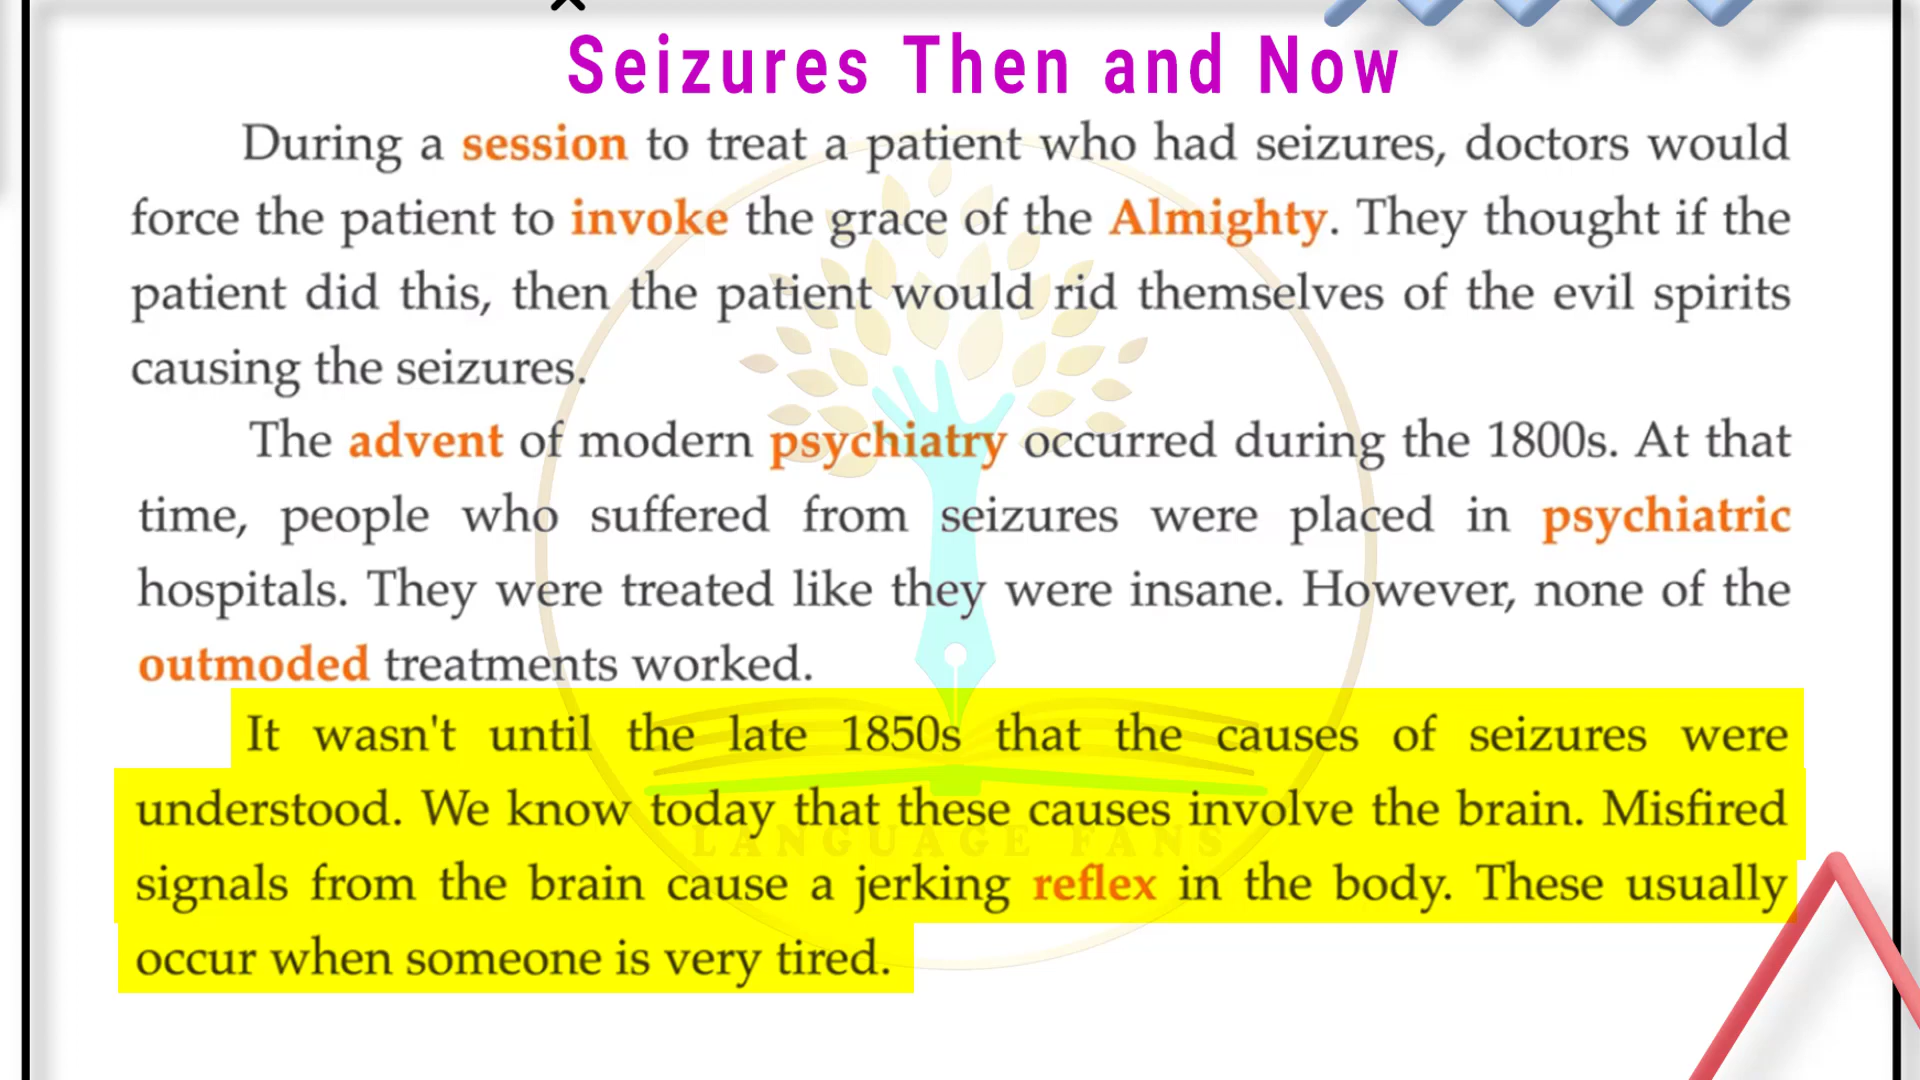 Seizures Then and Now
During a session to treat a patient who had seizures, doctors would
force the patient to invoke the grace of the Almighty. They thought if the
patient did this, then the patient would rid themselves of the evil spirits
causing the seizures.
The advent of modern psychiatry occurred during the 1800s. At that
time, people who suffered from seizures were placed in psychiatric
hospitals. They were treated like they were insane. However, none of the
outmoded treatments worked.
It wasn't until the late 1850s that the causes of seizures were
understood. We know today that these causes involve the brain. Misfired
LANGUAGE FANS
signals from the brain cause a jerking reflex in the body. These usually
occur when someone is very tired.